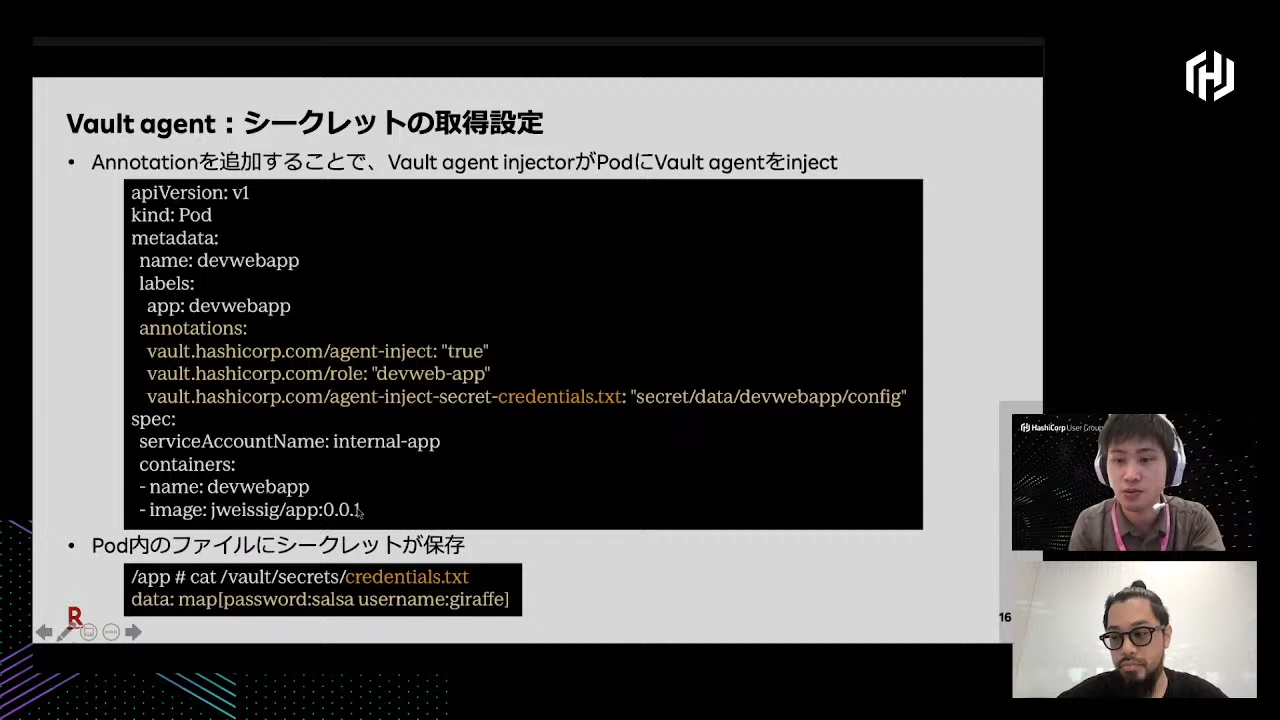 Vault agent：シークレットの取得設定
• Annotationを追加することで、Vault agent injectorがPodにVault agentをinject
apiVersion: v1
kind: Pod
metadata:
name: devwebapp
labels:
app: devwebapp
annotations:
vault.hashicorp.com/agent-inject: "true"
vault.hashicorp.com/role: "devweb-app"
vault.hashicorp.com/agent-inject-secret-credentials.txt: "secret/data/devwebapp/config"
spec:
serviceAccountName: internal-app
containers:
- name: devwebapp
- image: jweissig/app:0.0.1
• Pod内のファイルにシークレットが保存
/app # cat /vault/secrets/credentials.txt
data: map[password:salsa username:giraffe]
R
16
HashiCorp User Group